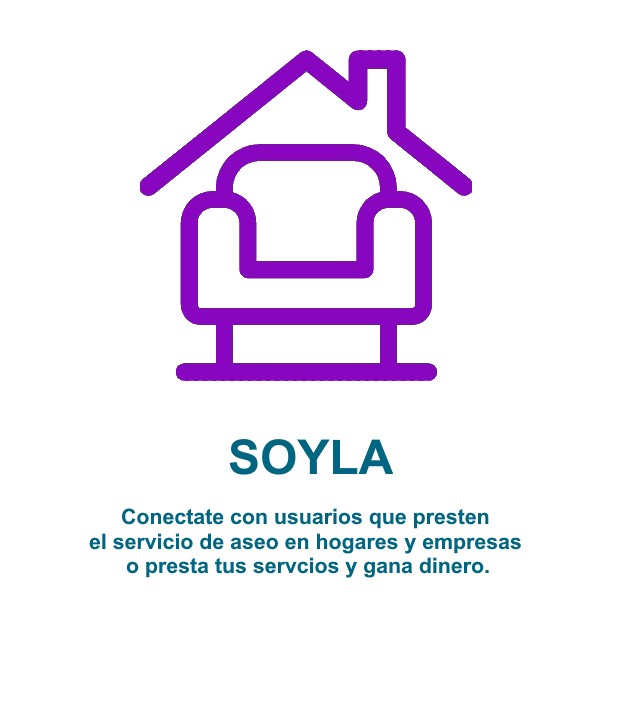 SOYLA
Conectate con usuarios que presten
el servicio de aseo en hogares y empresas
o presta tus servcios y gana dinero.